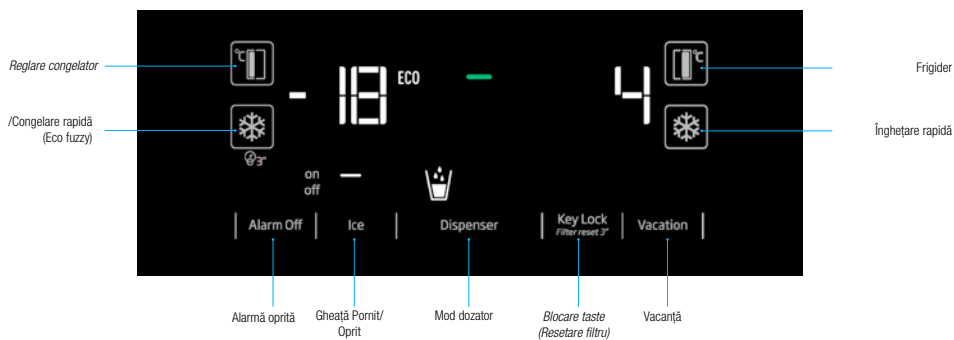 Reglare congelator
/Congelare rapidă
(Eco fuzzy)
°C
-18
ECO
4
°C
3"
on
off
Alarm Off
Ice
Dispenser
Key Lock
Filter reset 3"
Vacation
Frigider
Înghețare rapidă
Alarmă oprită
Gheață Pornit/
Oprit
Mod dozator
Blocare taste
(Resetare filtru)
Vacanță